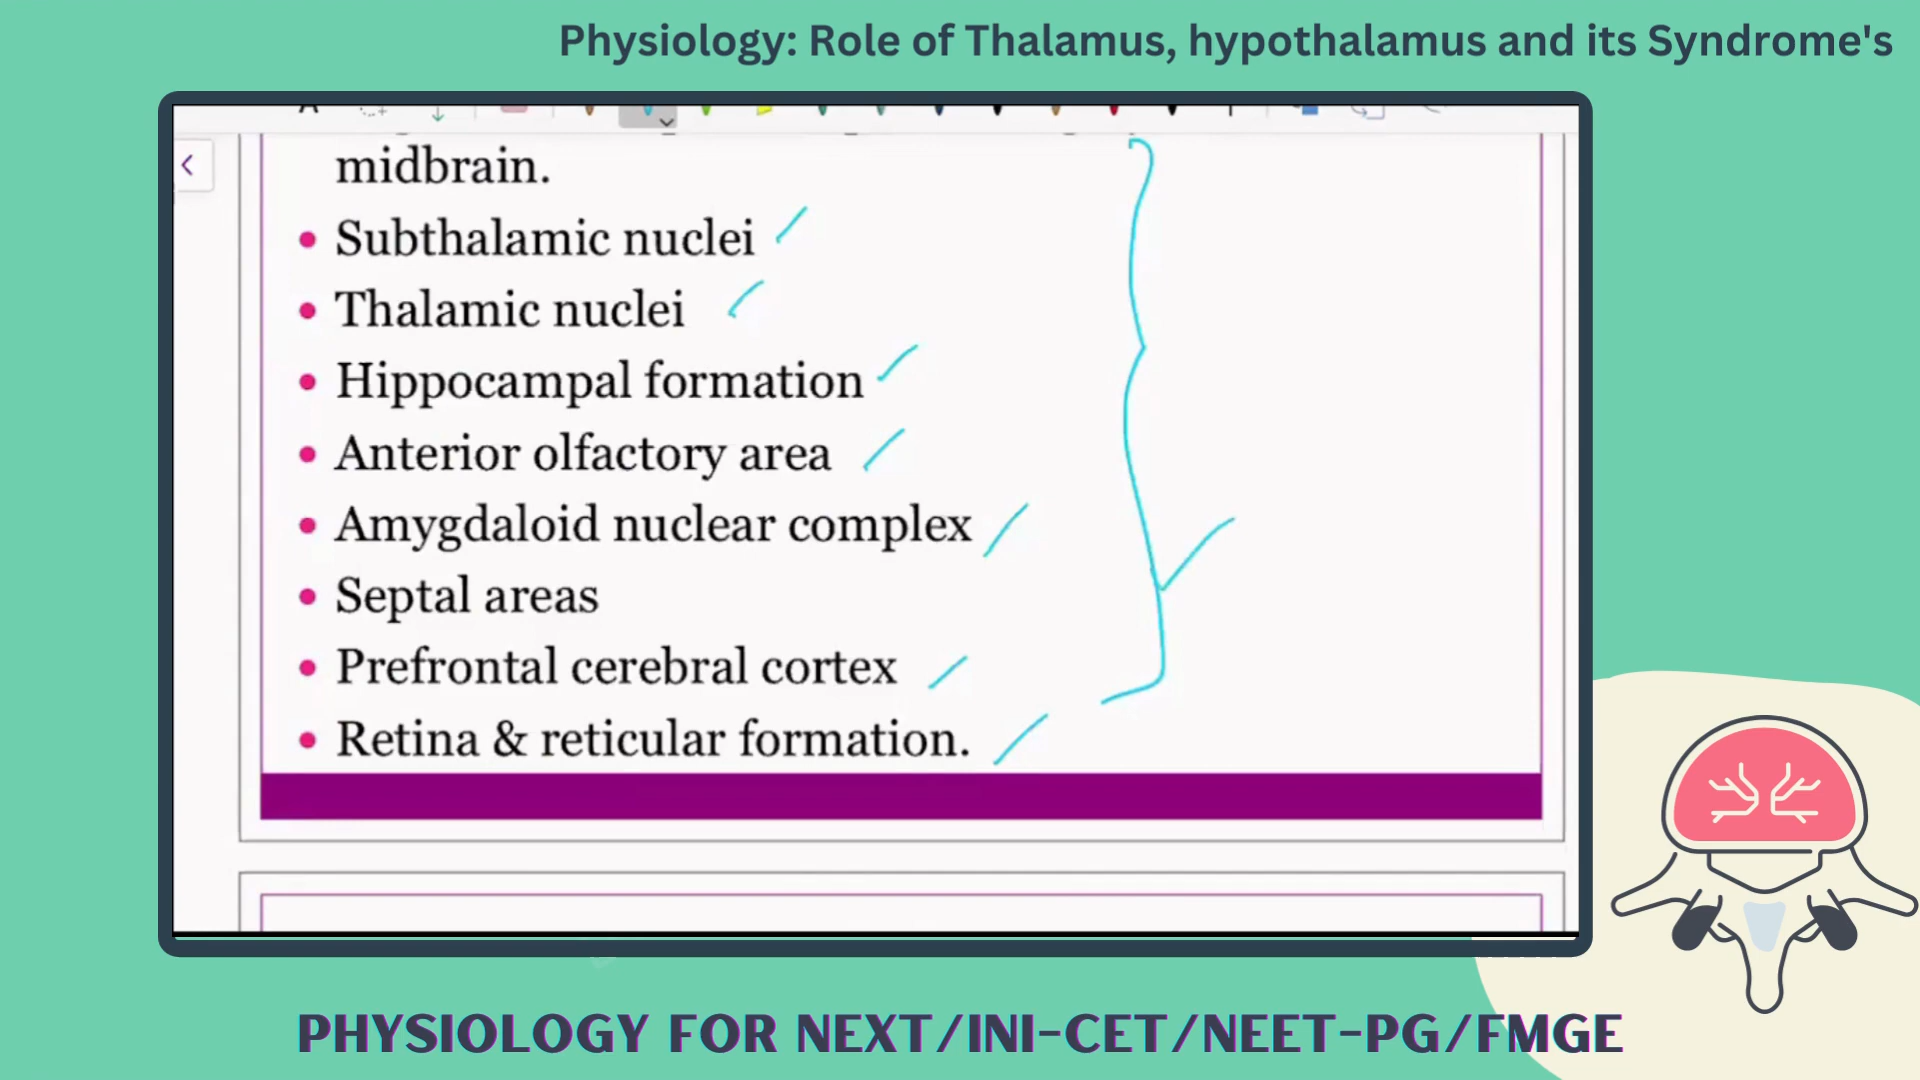 Physiology: Role of Thalamus, hypothalamus and its Syndrome's
midbrain.
• Subthalamic nuclei
• Thalamic nuclei
• Hippocampal formation
• Anterior olfactory area
• Amygdaloid nuclear complex
• Septal areas
• Prefrontal cerebral cortex
• Retina & reticular formation.
PHYSIOLOGY FOR NEXT/INI-CET/NEET-PG/FMGE